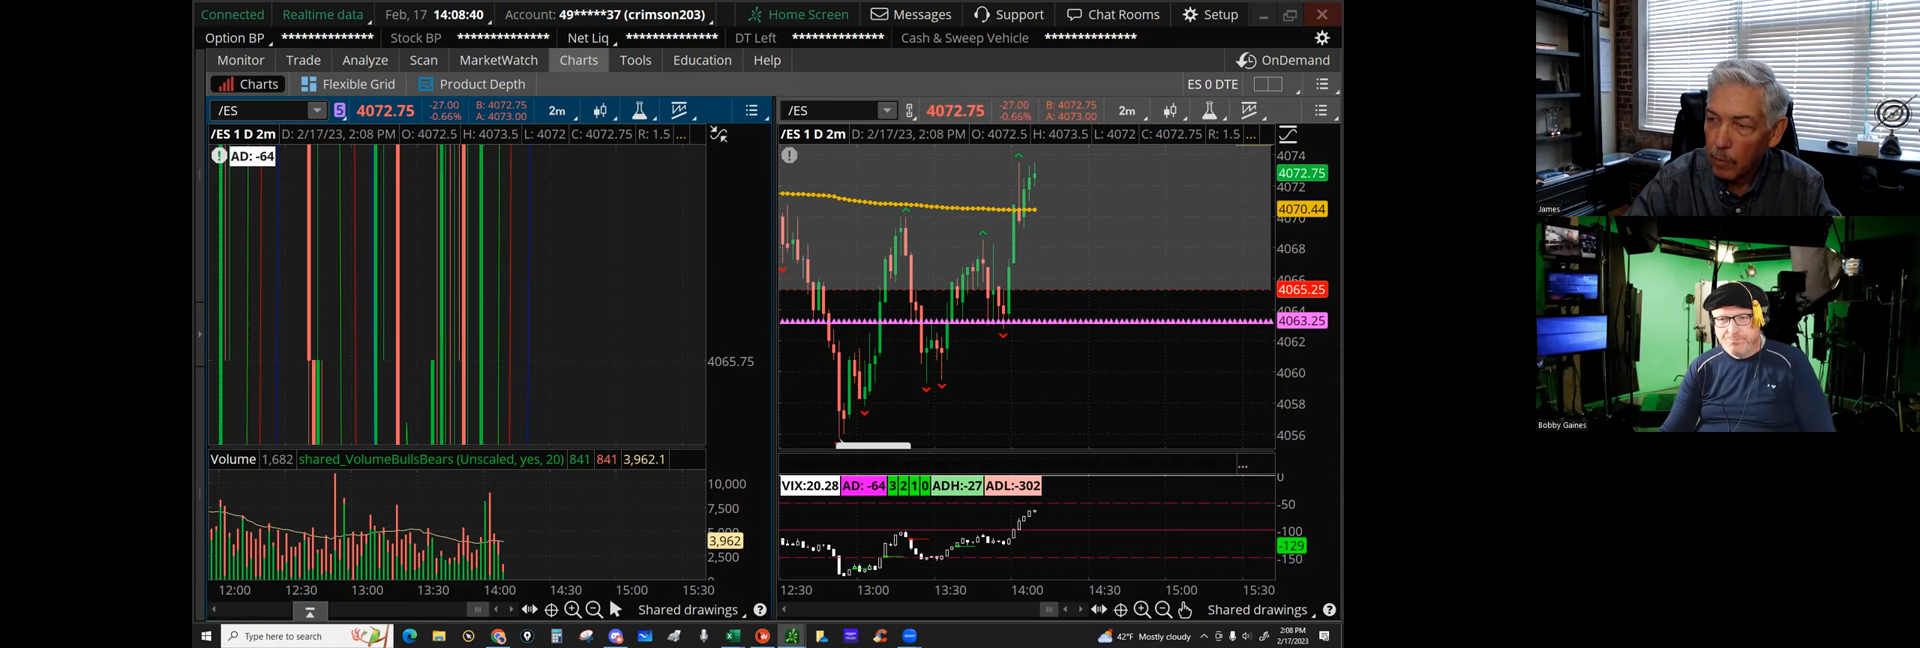 Connected Realtime data Feb, 17 14:08:40 Account: 49*****37 (crimson203) Home Screen Messages Support Chat Rooms Setup
Option BP ************** Stock BP ************** Net Liq ************** DT Left ************** Cash & Sweep Vehicle **************
Monitor Trade Analyze Scan MarketWatch Charts Tools Education Help OnDemand
Charts Flexible Grid Product Depth ES 0 DTE
/ES 5 4072.75 -27.00 -0.66% B: 4072.75 A: 4073.00 2m
/ES 1 D 2m D: 2/17/23, 2:08 PM O: 4072.5 H: 4073.5 L: 4072 C: 4072.75 R: 1.5 ...
AD: -64
4065.75
Volume 1,682 shared_VolumeBullsBears (Unscaled, yes, 20) 841 841 3,962.1
10,000
7,500
3,962
2,500
12:00 12:30 13:00 13:30 14:00 14:30 15:00 15:30
Shared drawings
/ES 4072.75 -27.00 -0.66% B: 4072.75 A: 4073.00 2m
/ES 1 D 2m D: 2/17/23, 2:08 PM O: 4072.5 H: 4073.5 L: 4072 C: 4072.75 R: 1.5 ...
4074
4072.75
4072
4070.44
4070
4068
4066
4065.25
4064
4063.25
4062
4060
4058
4056
...
VIX:20.28 AD: -64 3 2 1 0 ADH:-27 ADL:-302
0
-50
-100
-129
-150
12:30 13:00 13:30 14:00 14:30 15:00 15:30
Shared drawings
Type here to search
42°F Mostly cloudy
2:08 PM
2/17/2023
James
Bobby Gaines